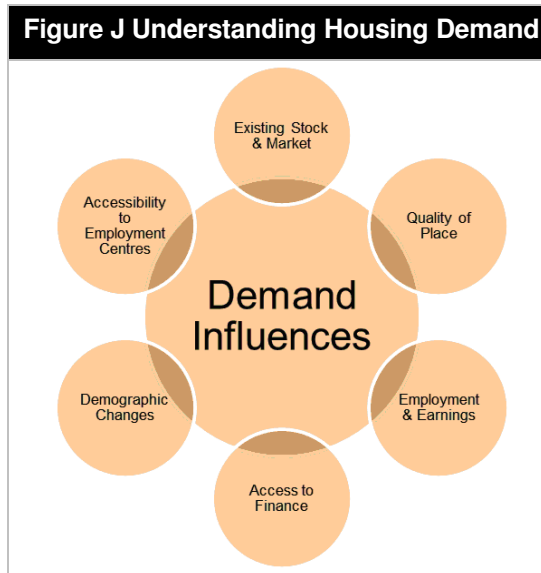 Figure J Understanding Housing Demand
Existing Stock
& Market
Quality of
Place
Employment
& Earnings
Access to
Finance
Demographic
Changes
Accessibility
to
Employment
Centres
Demand
Influences